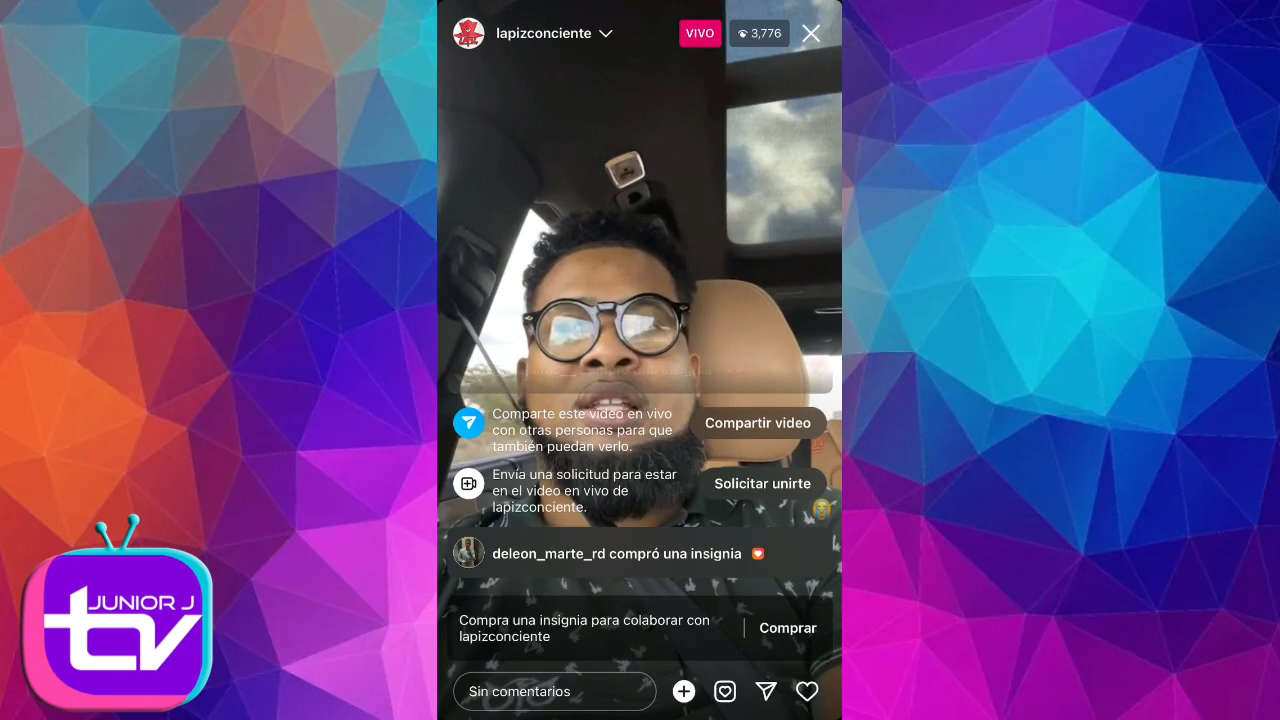 lapizconciente
VIVO
3,776
Comparte este video en vivo
con otras personas para que
también puedan verlo.
Compartir video
Envía una solicitud para estar
en el video en vivo de
lapizconciente.
Solicitar unirte
deleon_marte_rd compró una insignia
Compra una insignia para colaborar con
lapizconciente
Comprar
Sin comentarios
JUNIOR J
tv